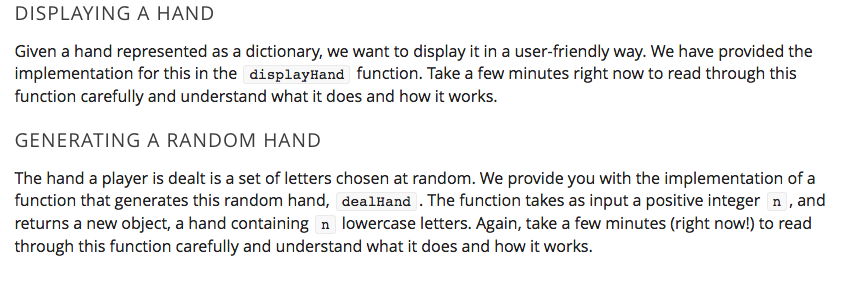 DISPLAYING A HAND
Given a hand represented as a dictionary, we want to display it in a user-friendly way. We have provided the
implementation for this in the displayHand function. Take a few minutes right now to read through this
function carefully and understand what it does and how it works.
GENERATING A RANDOM HAND
The hand a player is dealt is a set of letters chosen at random. We provide you with the implementation of a
function that generates this random hand, dealHand . The function takes as input a positive integer n , and
returns a new object, a hand containing n lowercase letters. Again, take a few minutes (right now!) to read
through this function carefully and understand what it does and how it works.